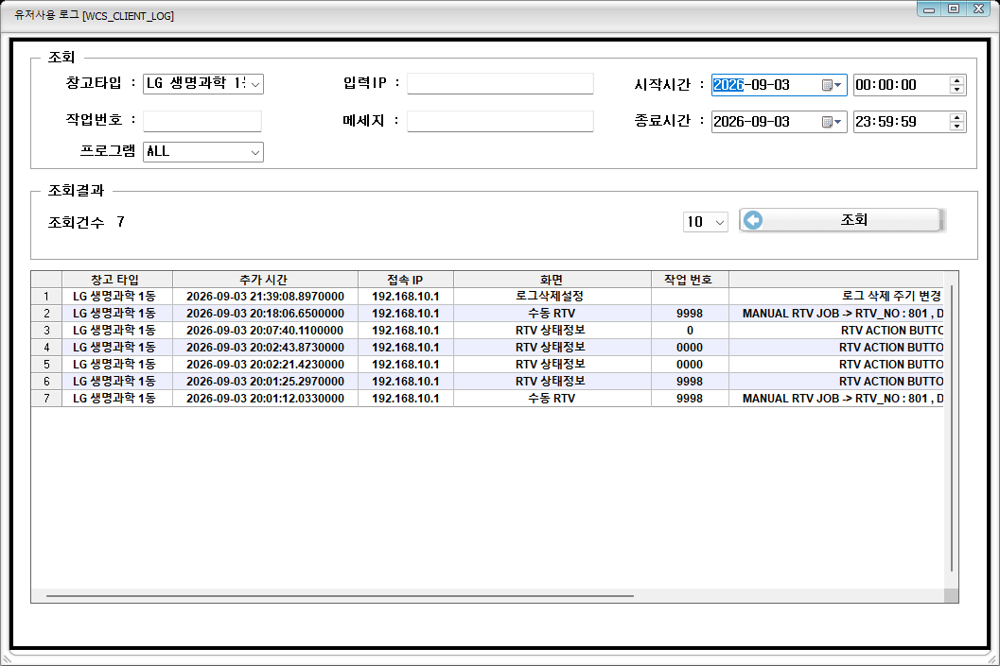 유저사용 로그 [WCS_CLIENT_LOG]
조회
창고타입 : LG 생명과학 1동 입력IP : 시작시간 : 2026-09-03 00:00:00
작업번호 : 메세지 : 종료시간 : 2026-09-03 23:59:59
프로그램 ALL
조회결과
조회건수 7 10 조회
창고 타입 추가 시간 접속 IP 화면 작업 번호
1 LG 생명과학 1동 2026-09-03 21:39:08.8970000 192.168.10.1 로그삭제설정 로그 삭제 주기 변경
2 LG 생명과학 1동 2026-09-03 20:18:06.6500000 192.168.10.1 수동 RTV 9998 MANUAL RTV JOB -> RTV_NO : 801 , D
3 LG 생명과학 1동 2026-09-03 20:07:40.1100000 192.168.10.1 RTV 상태정보 0 RTV ACTION BUTTO
4 LG 생명과학 1동 2026-09-03 20:02:43.8730000 192.168.10.1 RTV 상태정보 0000 RTV ACTION BUTTO
5 LG 생명과학 1동 2026-09-03 20:02:21.4230000 192.168.10.1 RTV 상태정보 0000 RTV ACTION BUTTO
6 LG 생명과학 1동 2026-09-03 20:01:25.2970000 192.168.10.1 RTV 상태정보 9998 RTV ACTION BUTTO
7 LG 생명과학 1동 2026-09-03 20:01:12.0330000 192.168.10.1 수동 RTV 9998 MANUAL RTV JOB -> RTV_NO : 801 , D